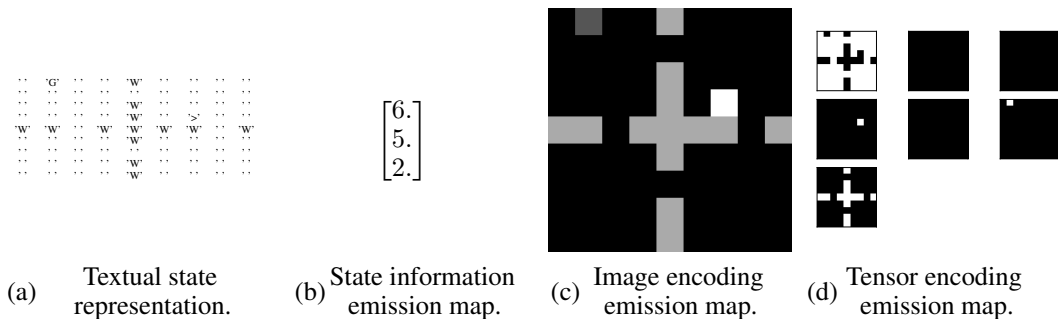 ' ' 'G' ' ' ' ' 'W' ' ' ' ' ' ' ' '
' ' ' ' ' ' ' ' ' ' ' ' ' ' ' ' ' '
' ' ' ' ' ' ' ' 'W' ' ' ' ' ' ' ' '
' ' ' ' ' ' ' ' 'W' ' ' '>' ' ' ' '
'W' 'W' ' ' 'W' 'W' 'W' 'W' ' ' 'W'
' ' ' ' ' ' ' ' 'W' ' ' ' ' ' ' ' '
' ' ' ' ' ' ' ' ' ' ' ' ' ' ' ' ' '
' ' ' ' ' ' ' ' 'W' ' ' ' ' ' ' ' '
' ' ' ' ' ' ' ' 'W' ' ' ' ' ' ' ' '
6.
5.
2.
(a) Textual state
representation.
(b) State information
emission map.
(c) Image encoding
emission map.
(d) Tensor encoding
emission map.